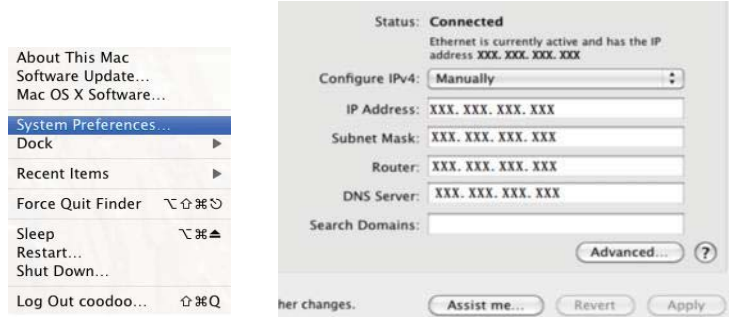 About This Mac
Software Update...
Mac OS X Software...
System Preferences...
Dock
Recent Items
Force Quit Finder ⌥⇧⌘⎋
Sleep ⌥⌘⏏
Restart...
Shut Down...
Log Out coodoo... ⇧⌘Q
Status: Connected
Ethernet is currently active and has the IP
address XXX. XXX. XXX. XXX
Configure IPv4: Manually
IP Address: XXX. XXX. XXX. XXX
Subnet Mask: XXX. XXX. XXX. XXX
Router: XXX. XXX. XXX. XXX
DNS Server: XXX. XXX. XXX. XXX
Search Domains:
Advanced... ?
her changes. Assist me... Revert Apply